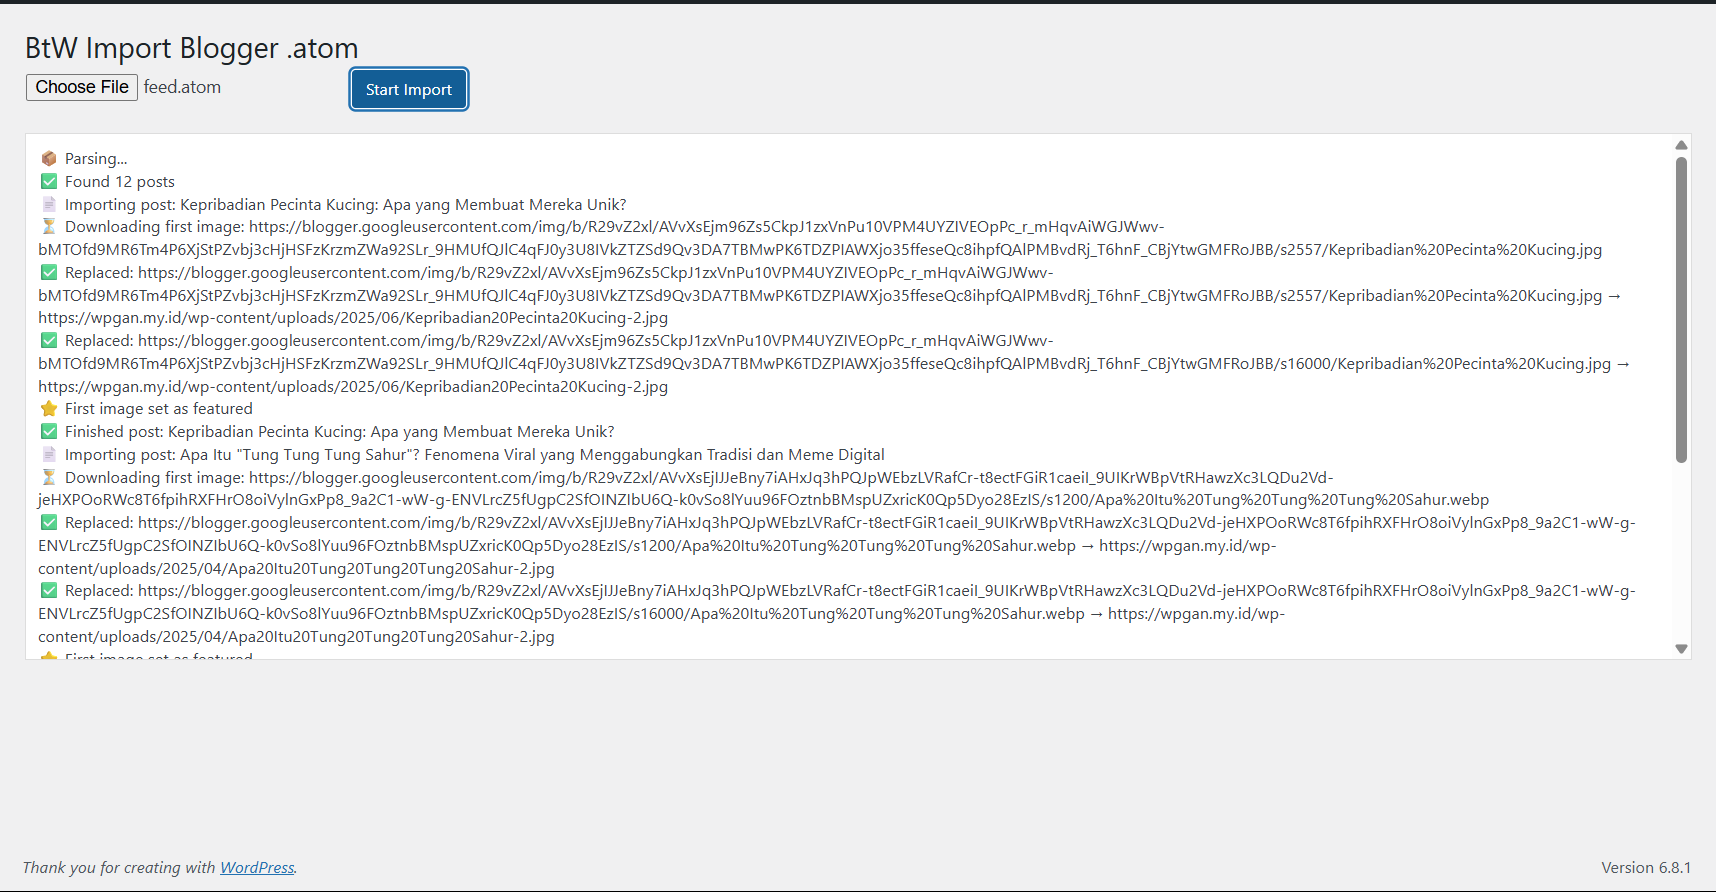 BtW Import Blogger .atom
Choose File feed.atom Start Import
Parsing...
Found 12 posts
Importing post: Kepribadian Pecinta Kucing: Apa yang Membuat Mereka Unik?
Downloading first image: https://blogger.googleusercontent.com/img/b/R29vZ2xl/AVvXsEjm96Zs5CkpJ1zxVnPu10VPM4UYZIVEOpPc_r_mHqvAiWGJWwv-
bMTOfd9MR6Tm4P6XjStPZvbj3cHjHSFzKrzmZWa92SLr_9HMUfQJlC4qFJ0y3U8IVkZTZSd9Qv3DA7TBMwPK6TDZPIAWXjo35ffeseQc8ihpfQAlPMBvdRj_T6hnF_CBjYtwGMFRoJBB/s2557/Kepribadian%20Pecinta%20Kucing.jpg
Replaced: https://blogger.googleusercontent.com/img/b/R29vZ2xl/AVvXsEjm96Zs5CkpJ1zxVnPu10VPM4UYZIVEOpPc_r_mHqvAiWGJWwv-
bMTOfd9MR6Tm4P6XjStPZvbj3cHjHSFzKrzmZWa92SLr_9HMUfQJlC4qFJ0y3U8IVkZTZSd9Qv3DA7TBMwPK6TDZPIAWXjo35ffeseQc8ihpfQAlPMBvdRj_T6hnF_CBjYtwGMFRoJBB/s2557/Kepribadian%20Pecinta%20Kucing.jpg →
https://wpgan.my.id/wp-content/uploads/2025/06/Kepribadian20Pecinta20Kucing-2.jpg
Replaced: https://blogger.googleusercontent.com/img/b/R29vZ2xl/AVvXsEjm96Zs5CkpJ1zxVnPu10VPM4UYZIVEOpPc_r_mHqvAiWGJWwv-
bMTOfd9MR6Tm4P6XjStPZvbj3cHjHSFzKrzmZWa92SLr_9HMUfQJlC4qFJ0y3U8IVkZTZSd9Qv3DA7TBMwPK6TDZPIAWXjo35ffeseQc8ihpfQAlPMBvdRj_T6hnF_CBjYtwGMFRoJBB/s16000/Kepribadian%20Pecinta%20Kucing.jpg →
https://wpgan.my.id/wp-content/uploads/2025/06/Kepribadian20Pecinta20Kucing-2.jpg
First image set as featured
Finished post: Kepribadian Pecinta Kucing: Apa yang Membuat Mereka Unik?
Importing post: Apa Itu "Tung Tung Tung Sahur"? Fenomena Viral yang Menggabungkan Tradisi dan Meme Digital
Downloading first image: https://blogger.googleusercontent.com/img/b/R29vZ2xl/AVvXsEjIJJeBny7iAHxJq3hPQJpWEbzLVRafCr-t8ectFGiR1caeiI_9UIKrWBpVtRHawzXc3LQDu2Vd-
jeHXPOoRWc8T6fpihRXFHrO8oiVylnGxPp8_9a2C1-wW-g-ENVLrcZ5fUgpC2SfOINZIbU6Q-k0vSo8lYuu96FOztnbBMspUZxricK0Qp5Dyo28EzIS/s1200/Apa%20Itu%20Tung%20Tung%20Tung%20Sahur.webp
Replaced: https://blogger.googleusercontent.com/img/b/R29vZ2xl/AVvXsEjIJJeBny7iAHxJq3hPQJpWEbzLVRafCr-t8ectFGiR1caeiI_9UIKrWBpVtRHawzXc3LQDu2Vd-jeHXPOoRWc8T6fpihRXFHrO8oiVylnGxPp8_9a2C1-wW-g-
ENVLrcZ5fUgpC2SfOINZIbU6Q-k0vSo8lYuu96FOztnbBMspUZxricK0Qp5Dyo28EzIS/s1200/Apa%20Itu%20Tung%20Tung%20Tung%20Sahur.webp → https://wpgan.my.id/wp-
content/uploads/2025/04/Apa20Itu20Tung20Tung20Tung20Sahur-2.jpg
Replaced: https://blogger.googleusercontent.com/img/b/R29vZ2xl/AVvXsEjIJJeBny7iAHxJq3hPQJpWEbzLVRafCr-t8ectFGiR1caeiI_9UIKrWBpVtRHawzXc3LQDu2Vd-jeHXPOoRWc8T6fpihRXFHrO8oiVylnGxPp8_9a2C1-wW-g-
ENVLrcZ5fUgpC2SfOINZIbU6Q-k0vSo8lYuu96FOztnbBMspUZxricK0Qp5Dyo28EzIS/s16000/Apa%20Itu%20Tung%20Tung%20Tung%20Sahur.webp → https://wpgan.my.id/wp-
content/uploads/2025/04/Apa20Itu20Tung20Tung20Tung20Sahur-2.jpg
First image set as featured
Thank you for creating with WordPress.
Version 6.8.1